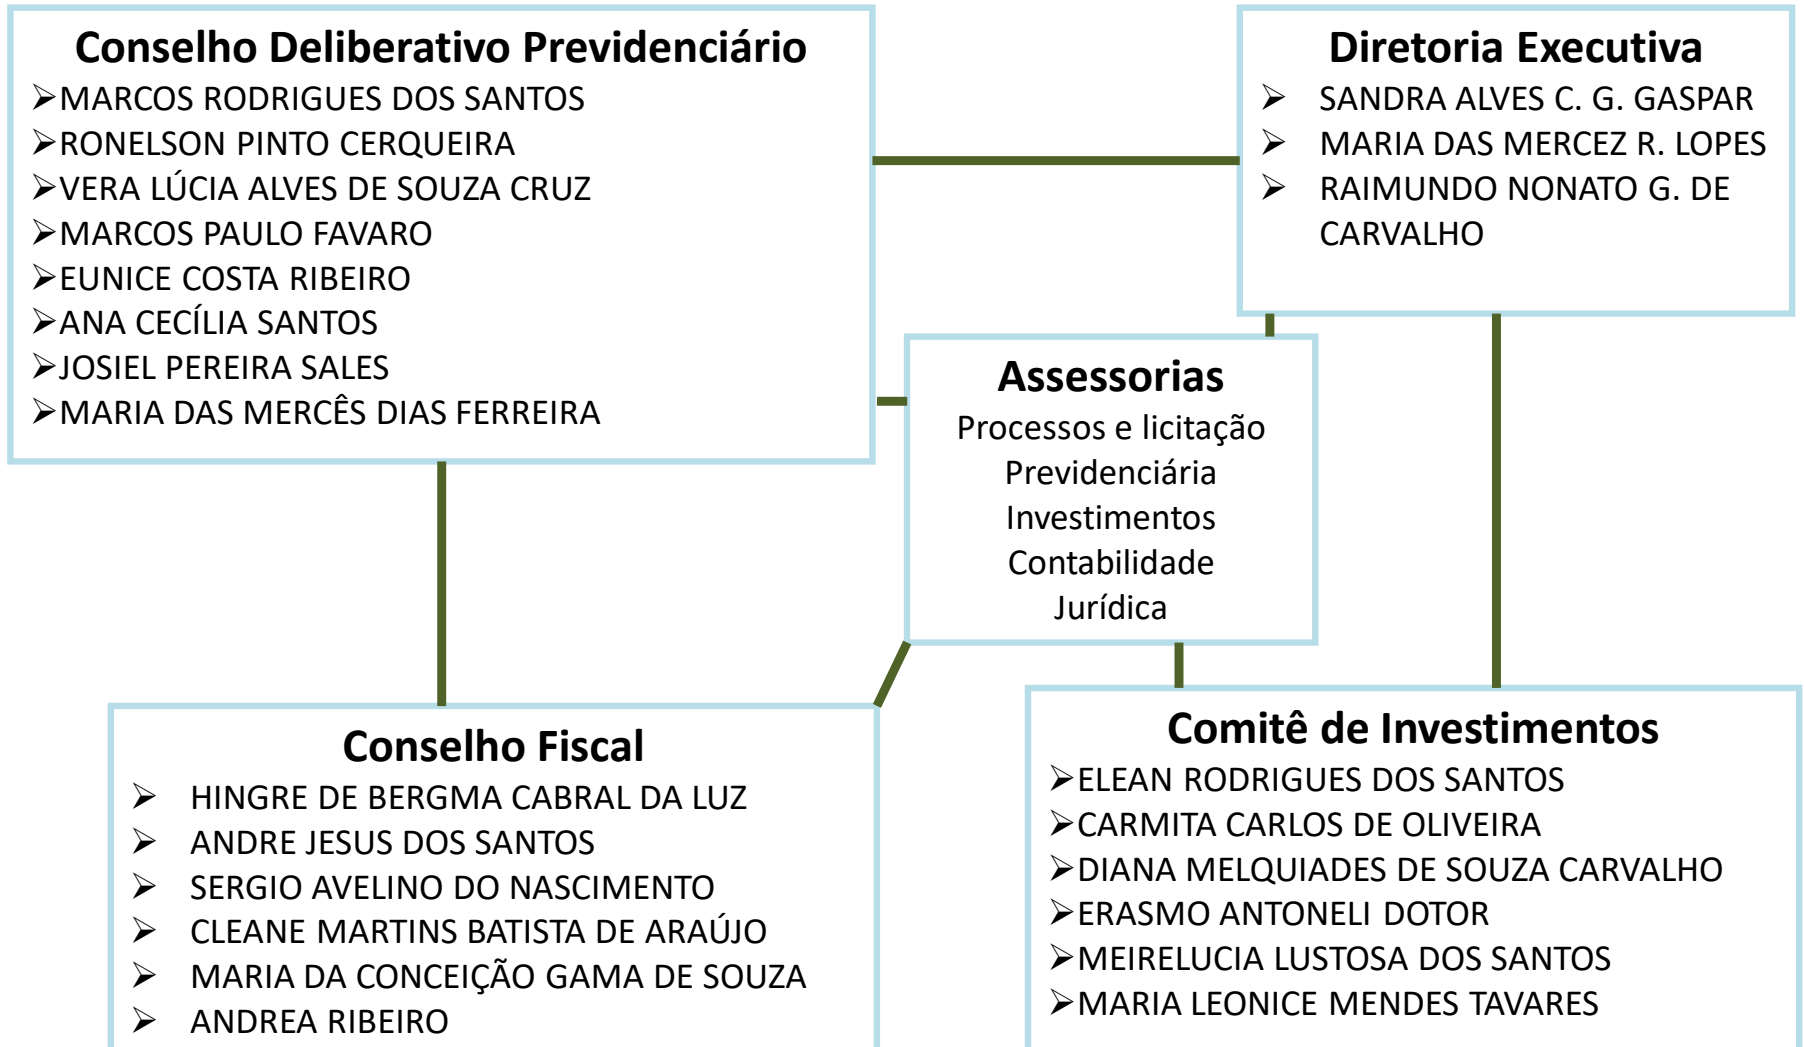 Conselho Deliberativo Previdenciário
➢MARCOS RODRIGUES DOS SANTOS
➢RONELSON PINTO CERQUEIRA
➢VERA LÚCIA ALVES DE SOUZA CRUZ
➢MARCOS PAULO FAVARO
➢EUNICE COSTA RIBEIRO
➢ANA CECÍLIA SANTOS
➢JOSIEL PEREIRA SALES
➢MARIA DAS MERCÊS DIAS FERREIRA
Diretoria Executiva
➢ SANDRA ALVES C. G. GASPAR
➢ MARIA DAS MERCEZ R. LOPES
➢ RAIMUNDO NONATO G. DE
CARVALHO
Assessorias
Processos e licitação
Previdenciária
Investimentos
Contabilidade
Jurídica
Conselho Fiscal
➢ HINGRE DE BERGMA CABRAL DA LUZ
➢ ANDRE JESUS DOS SANTOS
➢ SERGIO AVELINO DO NASCIMENTO
➢ CLEANE MARTINS BATISTA DE ARAÚJO
➢ MARIA DA CONCEIÇÃO GAMA DE SOUZA
➢ ANDREA RIBEIRO
Comitê de Investimentos
➢ELEAN RODRIGUES DOS SANTOS
➢CARMITA CARLOS DE OLIVEIRA
➢DIANA MELQUIADES DE SOUZA CARVALHO
➢ERASMO ANTONELI DOTOR
➢MEIRELUCIA LUSTOSA DOS SANTOS
➢MARIA LEONICE MENDES TAVARES